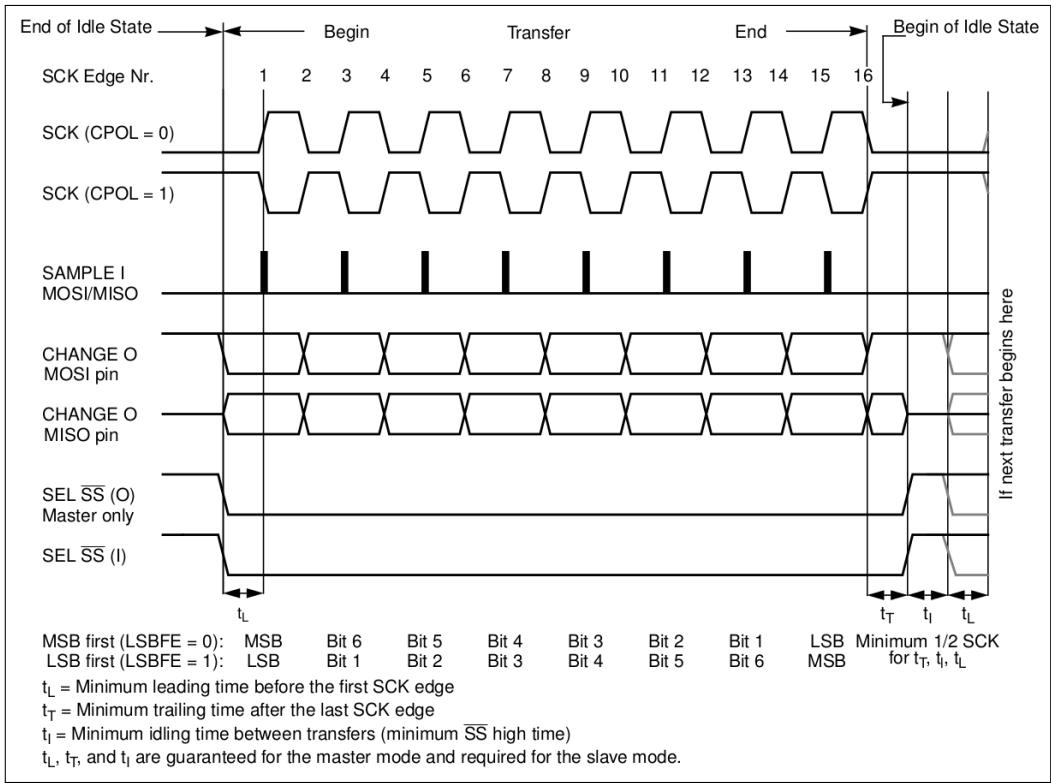 End of Idle State Begin Transfer End Begin of Idle State
SCK Edge Nr. 1 2 3 4 5 6 7 8 9 10 11 12 13 14 15 16
SCK (CPOL = 0)
SCK (CPOL = 1)
SAMPLE I
MOSI/MISO
CHANGE O
MOSI pin
CHANGE O
MISO pin
SEL SS (O)
Master only
SEL SS (I)
If next transfer begins here
tL tT tI tL
MSB first (LSBFE = 0): MSB Bit 6 Bit 5 Bit 4 Bit 3 Bit 2 Bit 1 LSB Minimum 1/2 SCK
LSB first (LSBFE = 1): LSB Bit 1 Bit 2 Bit 3 Bit 4 Bit 5 Bit 6 MSB for tT, tI, tL
tL = Minimum leading time before the first SCK edge
tT = Minimum trailing time after the last SCK edge
tI = Minimum idling time between transfers (minimum SS high time)
tL, tT, and tI are guaranteed for the master mode and required for the slave mode.